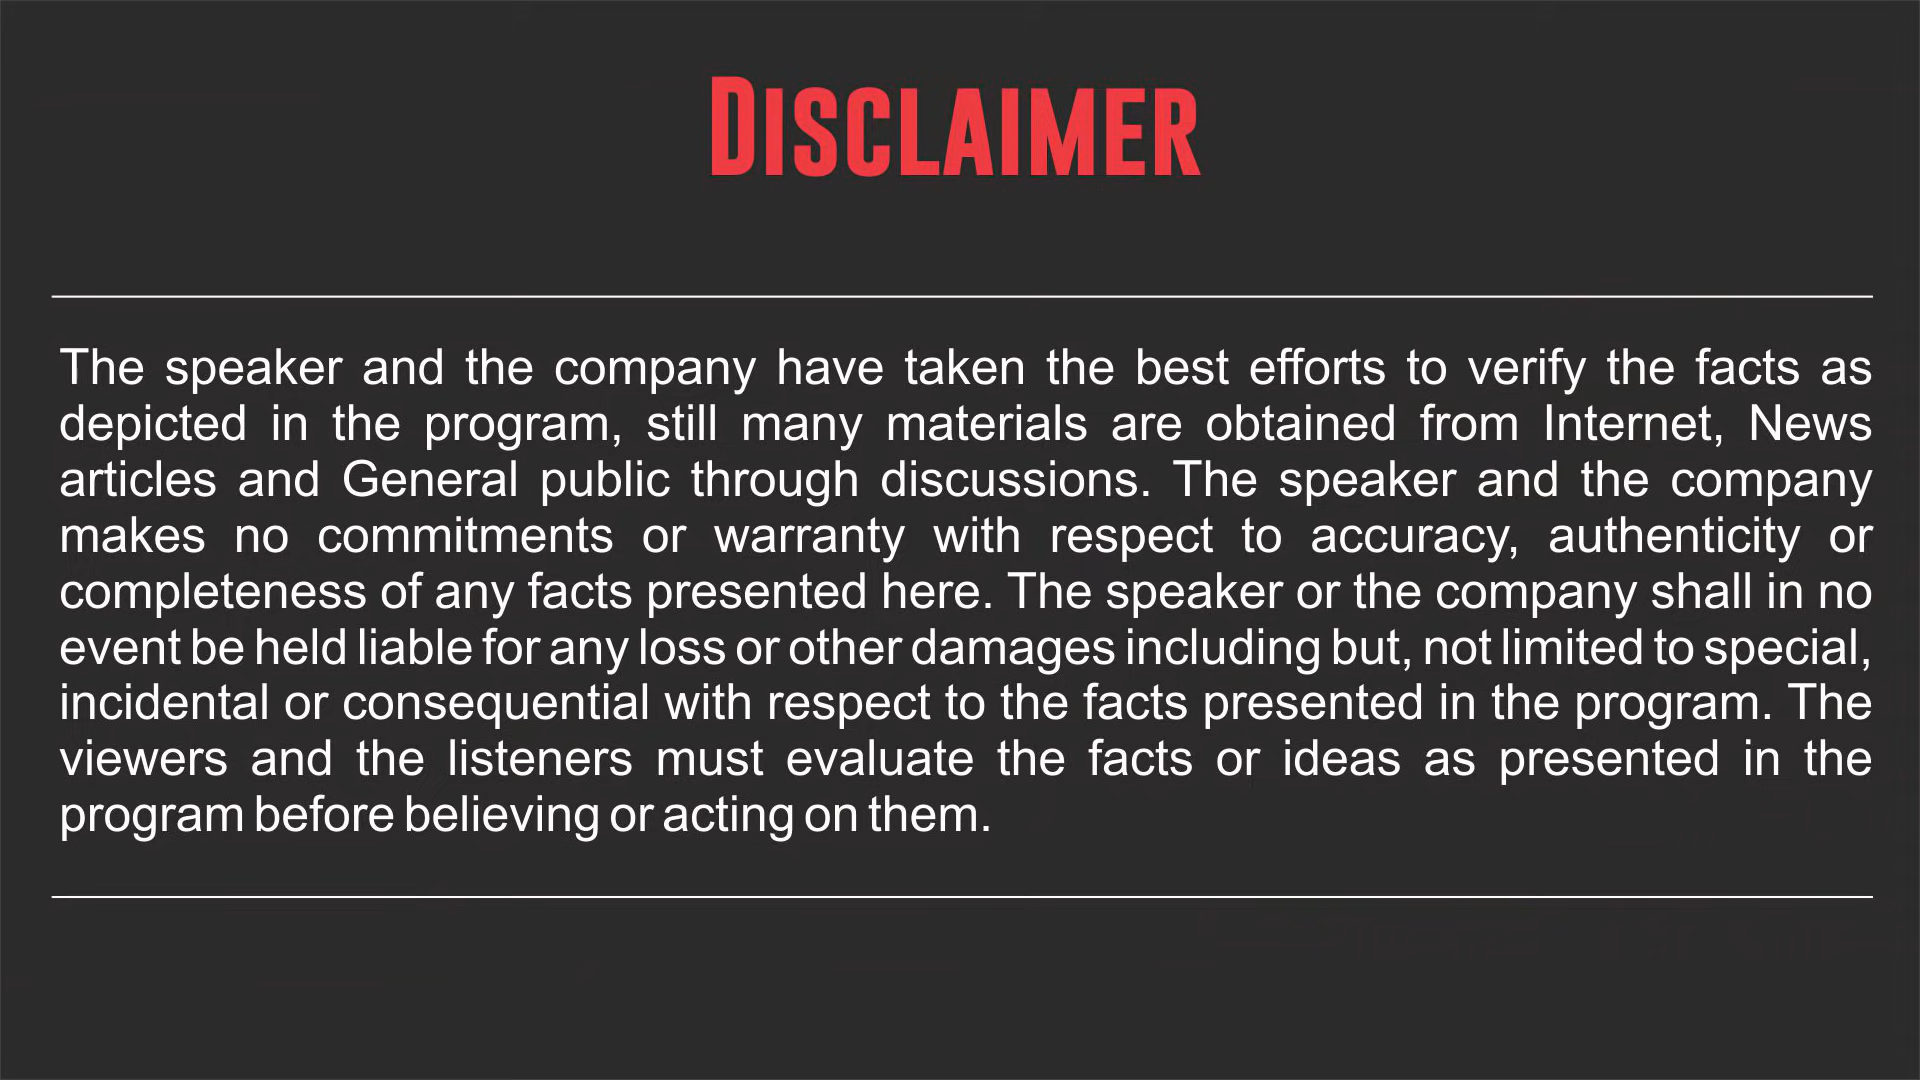 DISCLAIMER
The speaker and the company have taken the best efforts to verify the facts as
depicted in the program, still many materials are obtained from Internet, News
articles and General public through discussions. The speaker and the company
makes no commitments or warranty with respect to accuracy, authenticity or
completeness of any facts presented here. The speaker or the company shall in no
event be held liable for any loss or other damages including but, not limited to special,
incidental or consequential with respect to the facts presented in the program. The
viewers and the listeners must evaluate the facts or ideas as presented in the
program before believing or acting on them.